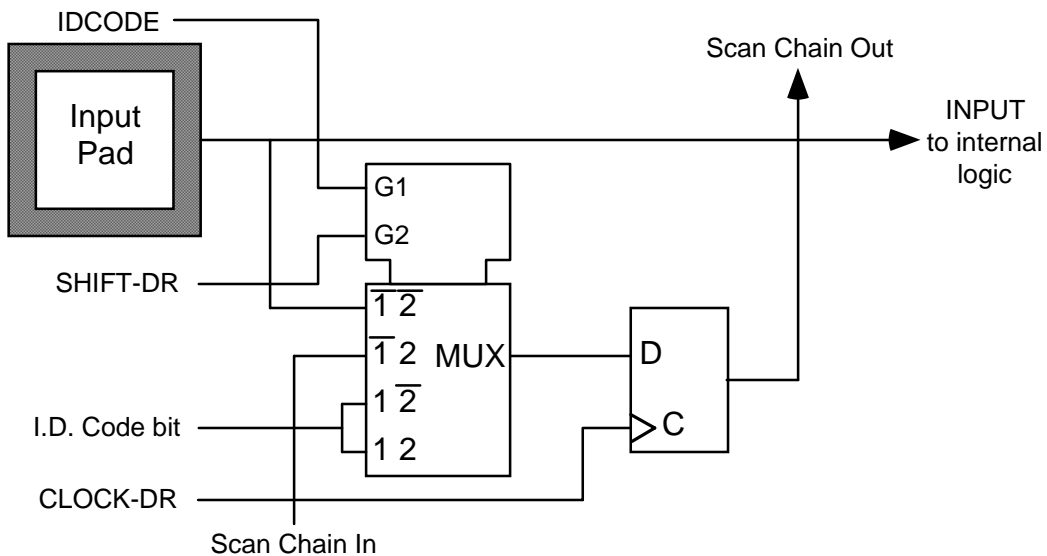 IDCODE
Scan Chain Out
Input
Pad
INPUT
to internal
logic
G1
G2
SHIFT-DR
1̅ 2̅
1̅ 2
MUX
D
1 2̅
I.D. Code bit
1 2
C
CLOCK-DR
Scan Chain In